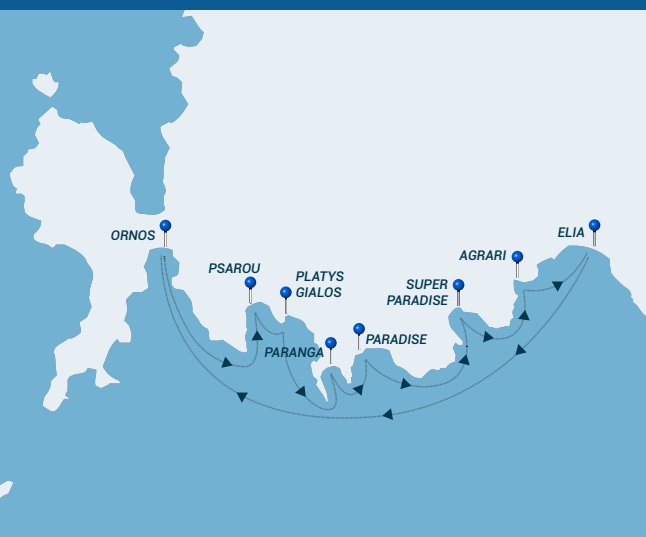 ORNOS
PSAROU
PLATYS
GIALOS
PARANGA
PARADISE
SUPER
PARADISE
AGRARI
ELIA